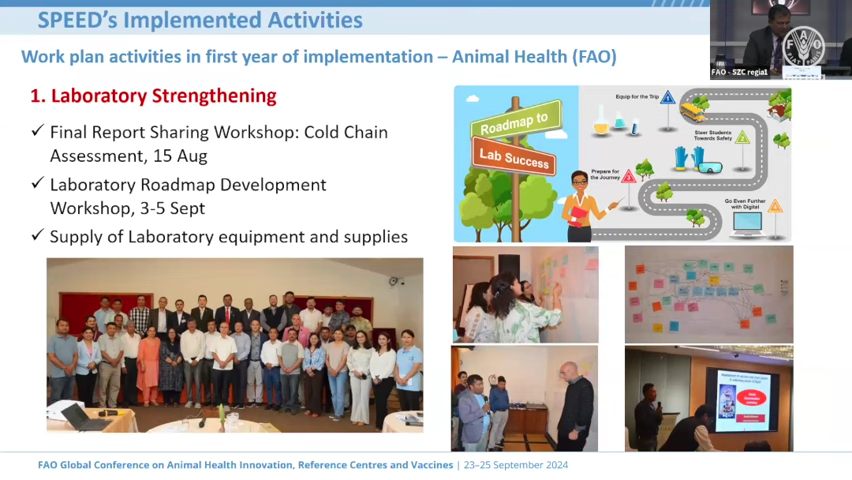 SPEED's Implemented Activities
Work plan activities in first year of implementation – Animal Health (FAO)
FAO - SZC regia1
1. Laboratory Strengthening
✓ Final Report Sharing Workshop: Cold Chain
Assessment, 15 Aug
✓ Laboratory Roadmap Development
Workshop, 3-5 Sept
✓ Supply of Laboratory equipment and supplies
Roadmap to
Lab Success
Equip for the Trip
1
Steer Students
Towards Safely
2
Prepare for
the Journey
3
Go Even Further
with Digital
FAO Global Conference on Animal Health Innovation, Reference Centres and Vaccines | 23–25 September 2024